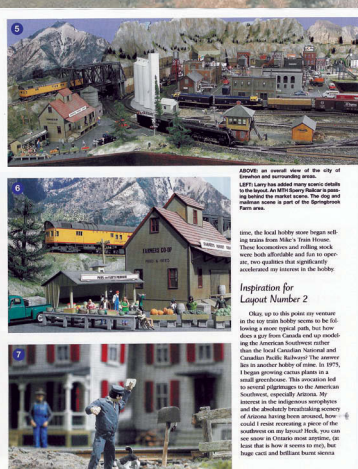 5
ABOVE: an overall view of the city of
Erewhon and surrounding areas.
LEFT: Larry has added many scenic details
to the layout. An MTH Sperry Railcar is pass-
ing behind the market scene. The dog and
mailman scene is part of the Springbrook
Farm area.
6
FARMERS CO-OP
time, the local hobby store began sell-
ing trains from Mike's Train House.
These locomotives and rolling stock
were both affordable and fun to oper-
ate, two qualities that significantly
accelerated my interest in the hobby.
Inspiration for
Layout Number 2
Okay, up to this point my venture
in the toy train hobby seems to be fol-
lowing a more typical path, but how
does a guy from Canada end up model-
ing the American Southwest rather
than the local Canadian National and
Canadian Pacific Railways? The answer
lies in another hobby of mine. In 1975,
I began growing cactus plants in a
small greenhouse. This avocation led
to several pilgrimages to the American
Southwest, especially Arizona. My
interest in the indigenous xerophytes
and the absolutely breathtaking scenery
of Arizona having been aroused, how
could I resist recreating a piece of the
southwest on my layout? Heck, you can
see snow in Ontario most anytime, (at
least that is how it seems to me), but
huge cacti and brilliant burnt sienna
7